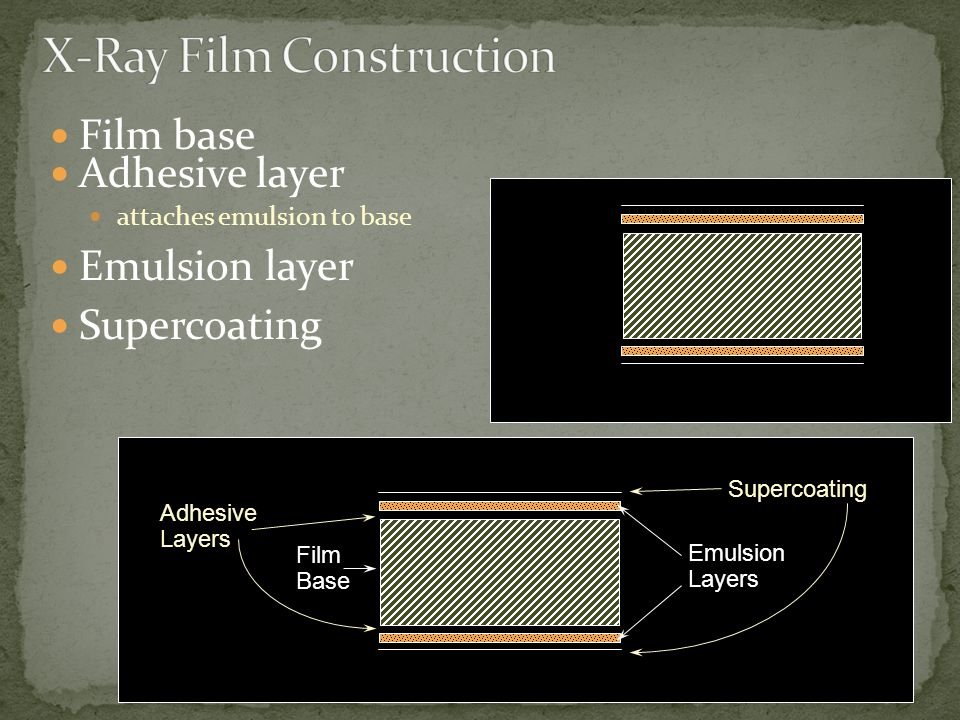 X-Ray Film Construction
Film base
Adhesive layer
attaches emulsion to base
Emulsion layer
Supercoating
Adhesive
Layers
Film
Base
Supercoating
Emulsion
Layers